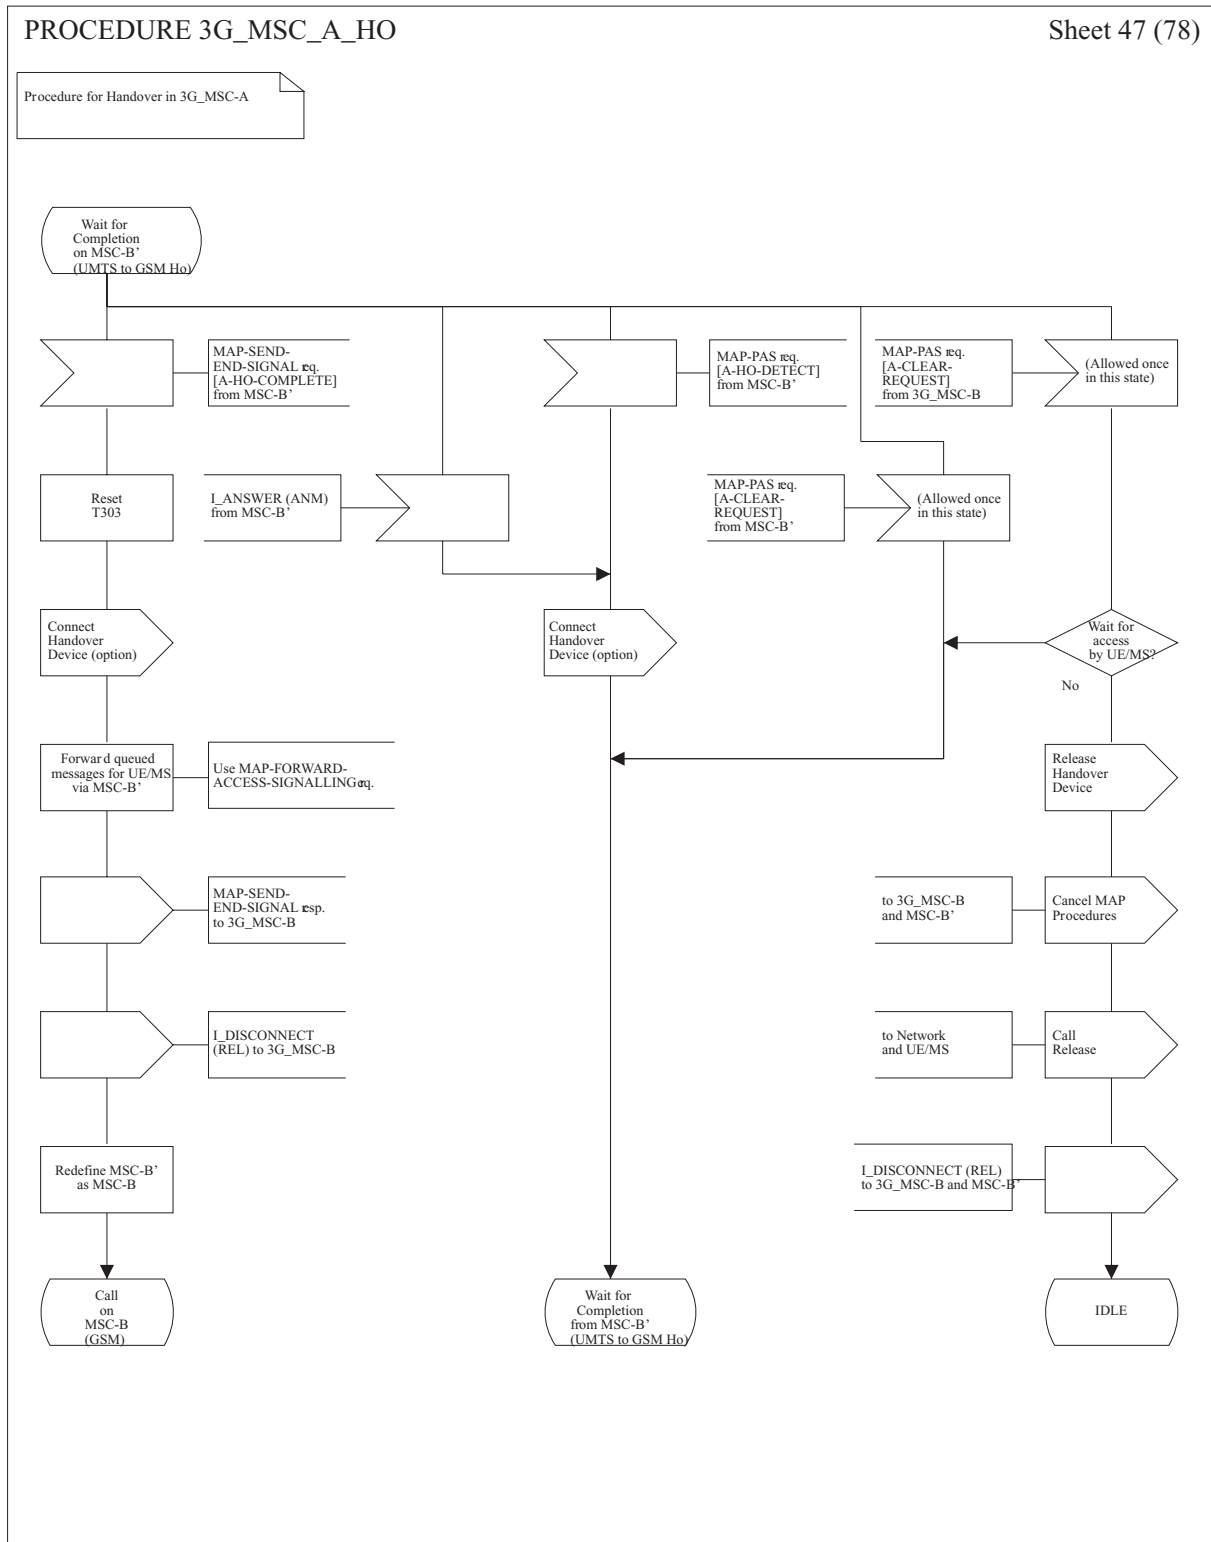 PROCEDURE 3G_MSC_A_HO
Sheet 47 (78)
Procedure for Handover in 3G_MSC-A
Wait for
Completion
on MSC-B’
(UMTS to GSM Ho)
MAP-SEND-
END-SIGNAL req.
[A-HO-COMPLETE]
from MSC-B’
MAP-PAS req.
[A-HO-DETECT]
from MSC-B’
MAP-PAS req.
[A-CLEAR-
REQUEST]
from 3G_MSC-B
(Allowed once
in this state)
Reset
T303
I_ANSWER (ANM)
from MSC-B’
MAP-PAS req.
[A-CLEAR-
REQUEST]
from MSC-B’
(Allowed once
in this state)
Connect
Handover
Device (option)
Connect
Handover
Device (option)
Wait for
access
by UE/MS?
No
Forward queued
messages for UE/MS
via MSC-B’
Use MAP-FORWARD-
ACCESS-SIGNALLING req.
Release
Handover
Device
MAP-SEND-
END-SIGNAL resp.
to 3G_MSC-B
to 3G_MSC-B
and MSC-B’
Cancel MAP
Procedures
I_DISCONNECT
(REL) to 3G_MSC-B
to Network
and UE/MS
Call
Release
Redefine MSC-B’
as MSC-B
I_DISCONNECT (REL)
to 3G_MSC-B and MSC-B’
Call
on
MSC-B
(GSM)
Wait for
Completion
from MSC-B’
(UMTS to GSM Ho)
IDLE